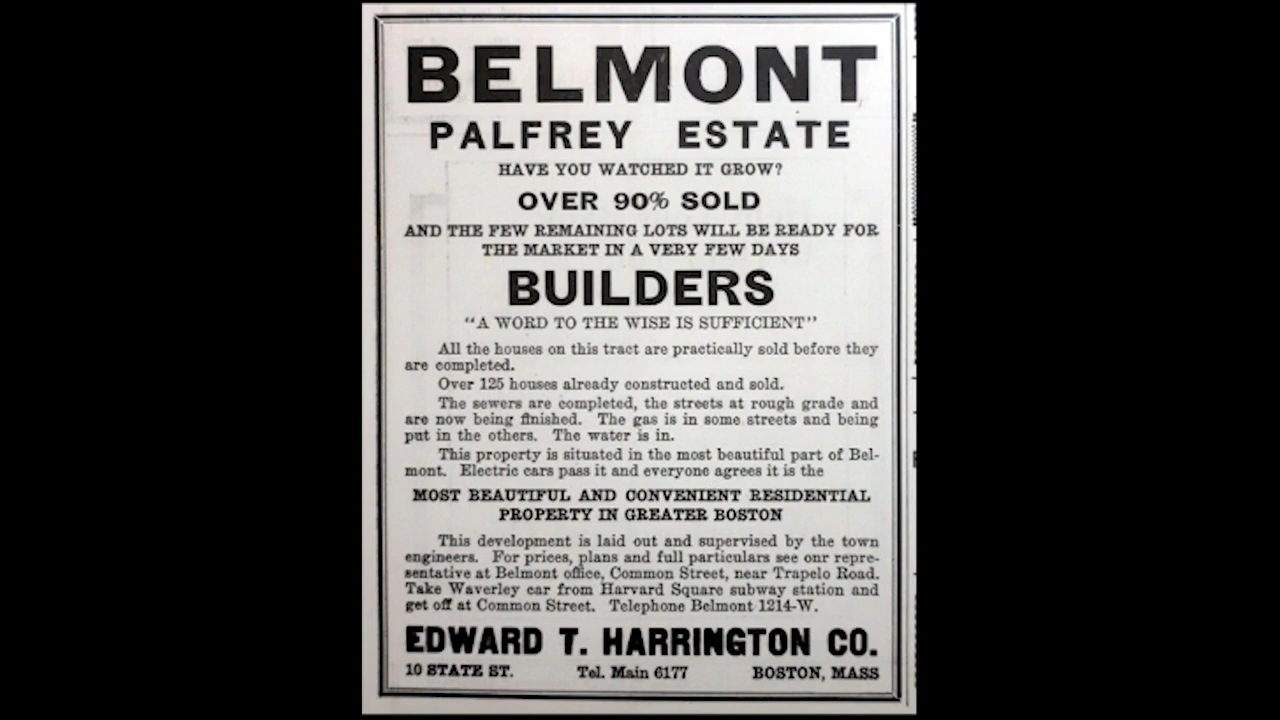 BELMONT
PALFREY ESTATE
HAVE YOU WATCHED IT GROW?
OVER 90% SOLD
AND THE FEW REMAINING LOTS WILL BE READY FOR
THE MARKET IN A VERY FEW DAYS
BUILDERS
"A WORD TO THE WISE IS SUFFICIENT"
All the houses on this tract are practically sold before they
are completed.
Over 125 houses already constructed and sold.
The sewers are completed, the streets at rough grade and
are now being finished. The gas is in some streets and being
put in the others. The water is in.
This property is situated in the most beautiful part of Bel-
mont. Electric cars pass it and everyone agrees it is the
MOST BEAUTIFUL AND CONVENIENT RESIDENTIAL
PROPERTY IN GREATER BOSTON
This development is laid out and supervised by the town
engineers. For prices, plans and full particulars see onr repre-
sentative at Belmont office, Common Street, near Trapelo Road.
Take Waverley car from Harvard Square subway station and
get off at Common Street. Telephone Belmont 1214-W.
EDWARD T. HARRINGTON CO.
10 STATE ST. Tel. Main 6177 BOSTON, MASS